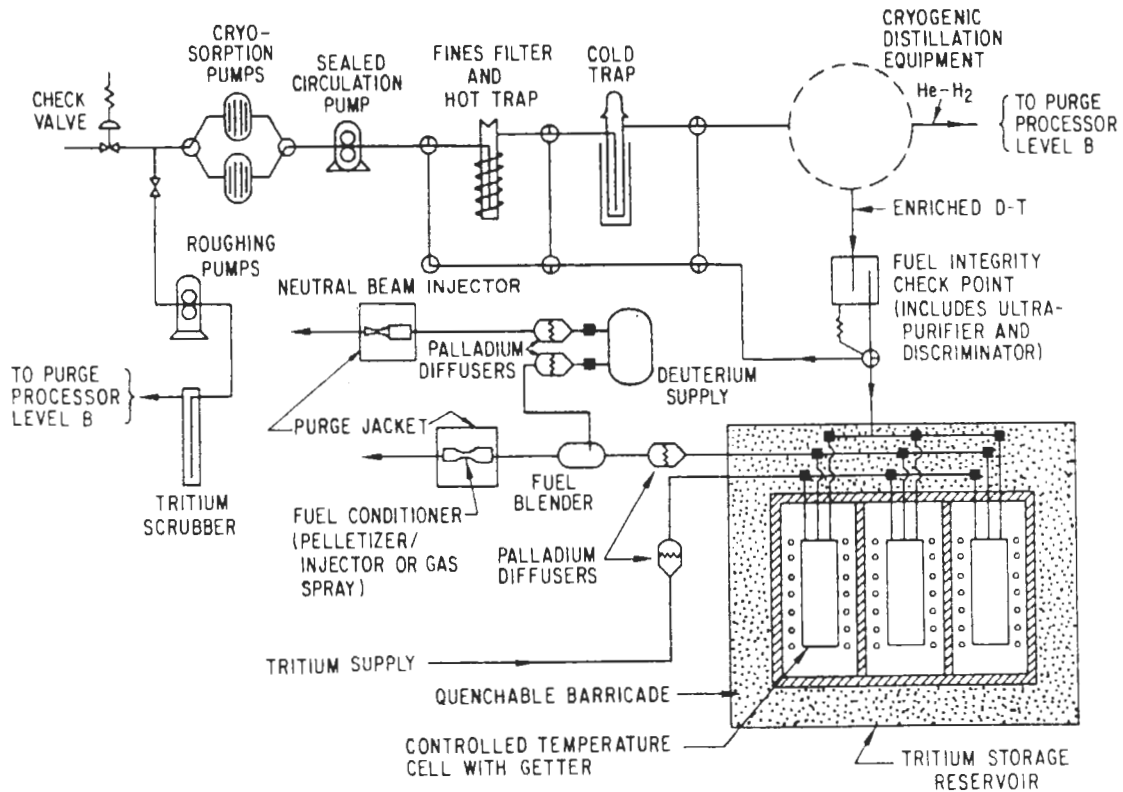 CRYO-
SORPTION
PUMPS
SEALED
CIRCULATION
PUMP
FINES FILTER
AND
HOT TRAP
COLD
TRAP
CRYOGENIC
DISTILLATION
EQUIPMENT
He-H2
TO PURGE
PROCESSOR
LEVEL B
CHECK
VALVE
ENRICHED D-T
ROUGHING
PUMPS
NEUTRAL BEAM INJECTOR
FUEL INTEGRITY
CHECK POINT
(INCLUDES ULTRA-
PURIFIER AND
DISCRIMINATOR)
PALLADIUM
DIFFUSERS
DEUTERIUM
SUPPLY
TO PURGE
PROCESSOR
LEVEL B
PURGE JACKET
TRITIUM
SCRUBBER
FUEL
BLENDER
FUEL CONDITIONER
(PELLETIZER/
INJECTOR OR GAS
SPRAY)
PALLADIUM
DIFFUSERS
TRITIUM SUPPLY
QUENCHABLE BARRICADE
CONTROLLED TEMPERATURE
CELL WITH GETTER
TRITIUM STORAGE
RESERVOIR